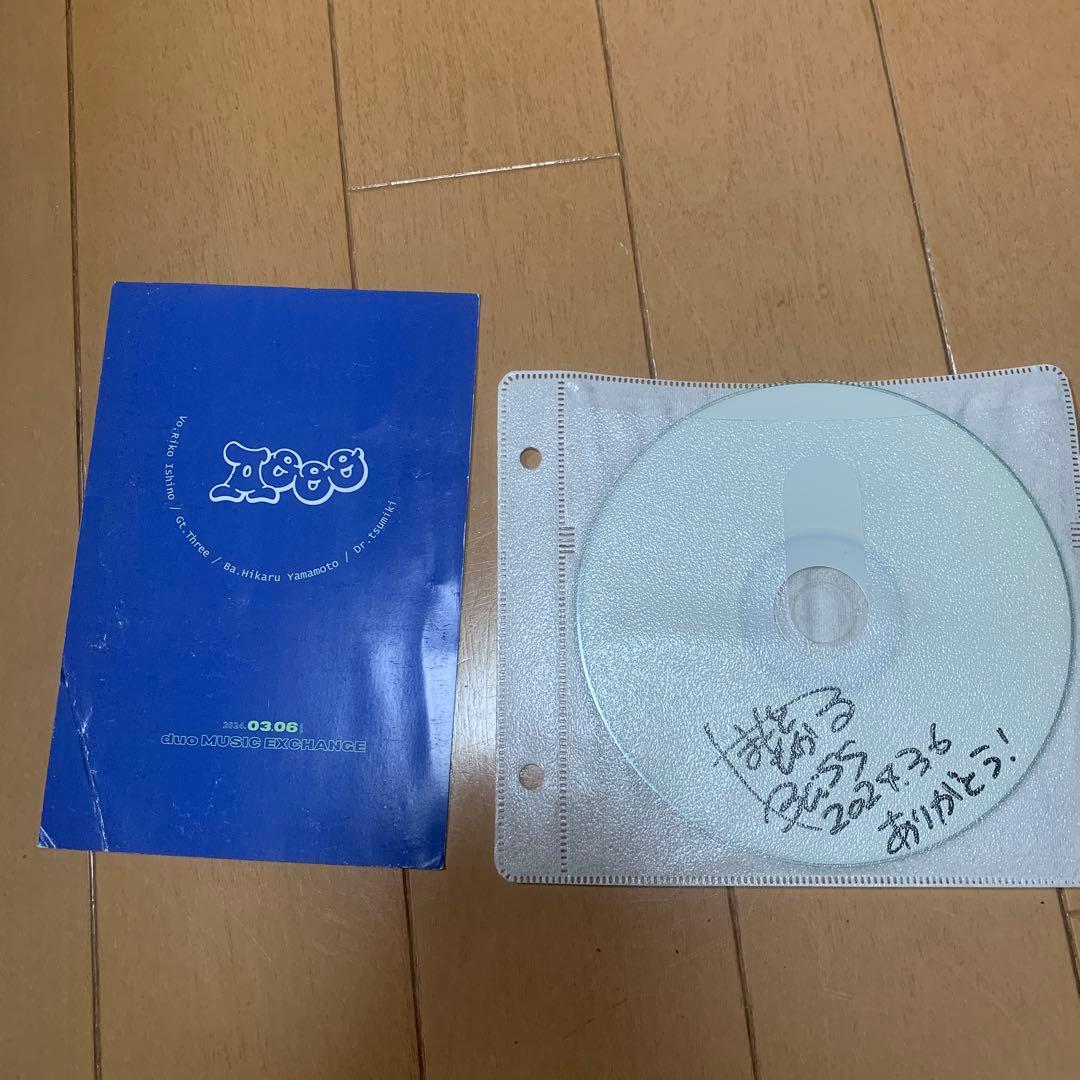 Aooo
Vo.Riko Ishino / Gt.Three / Ba.Hikaru Yamamoto / Dr.tsumiki
2024.03.06
duo MUSIC EXCHANGE
2024.3.6
ありがとう!